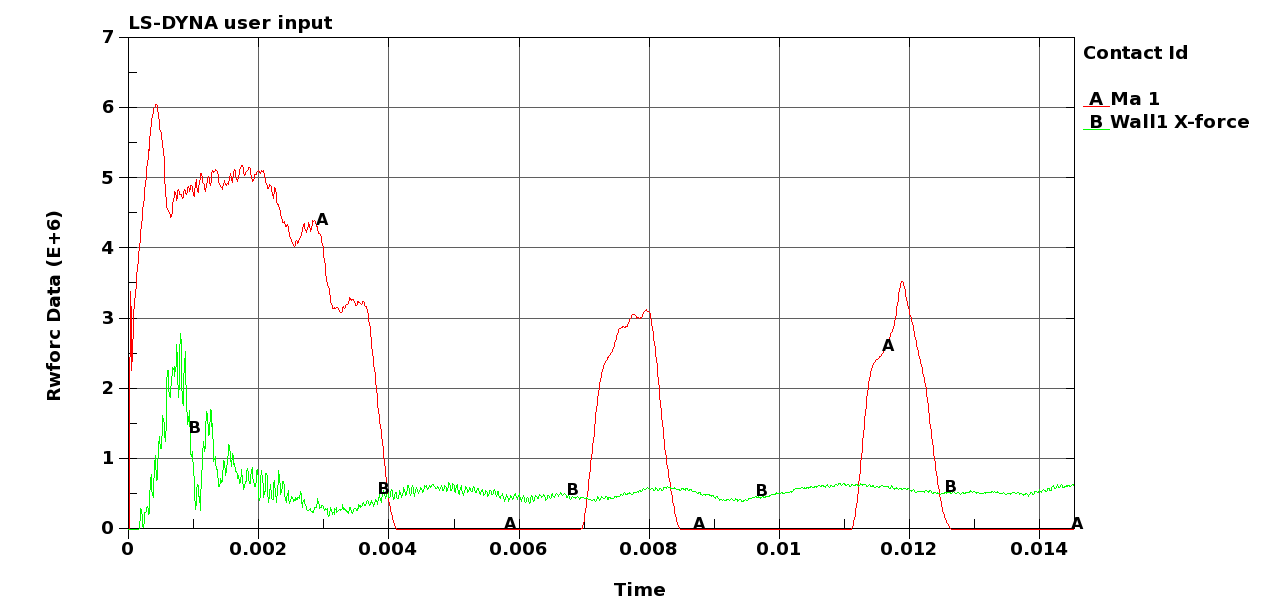 LS-DYNA user input
Contact Id
A Ma 1
B Wall1 X-force
Rwforc Data (E+6)
7
6
5
4
3
2
1
0
A
A
B
B
B
B
B
A
A
A
0
0.002
0.004
0.006
0.008
0.01
0.012
0.014
Time